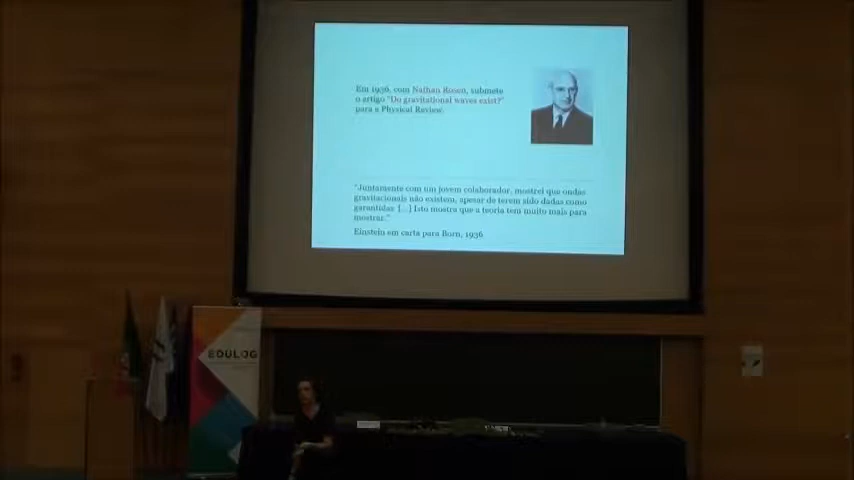 Em 1936, com Nathan Rosen, submete
o artigo "Do gravitational waves exist?"
para a Physical Review.
"Juntamente com um jovem colaborador, mostrei que ondas
gravitacionais não existem, apesar de terem sido dadas como
garantidas. [...] Isto mostra que a teoria tem muito mais para
mostrar."
Einstein em carta para Born, 1936
EDULOG